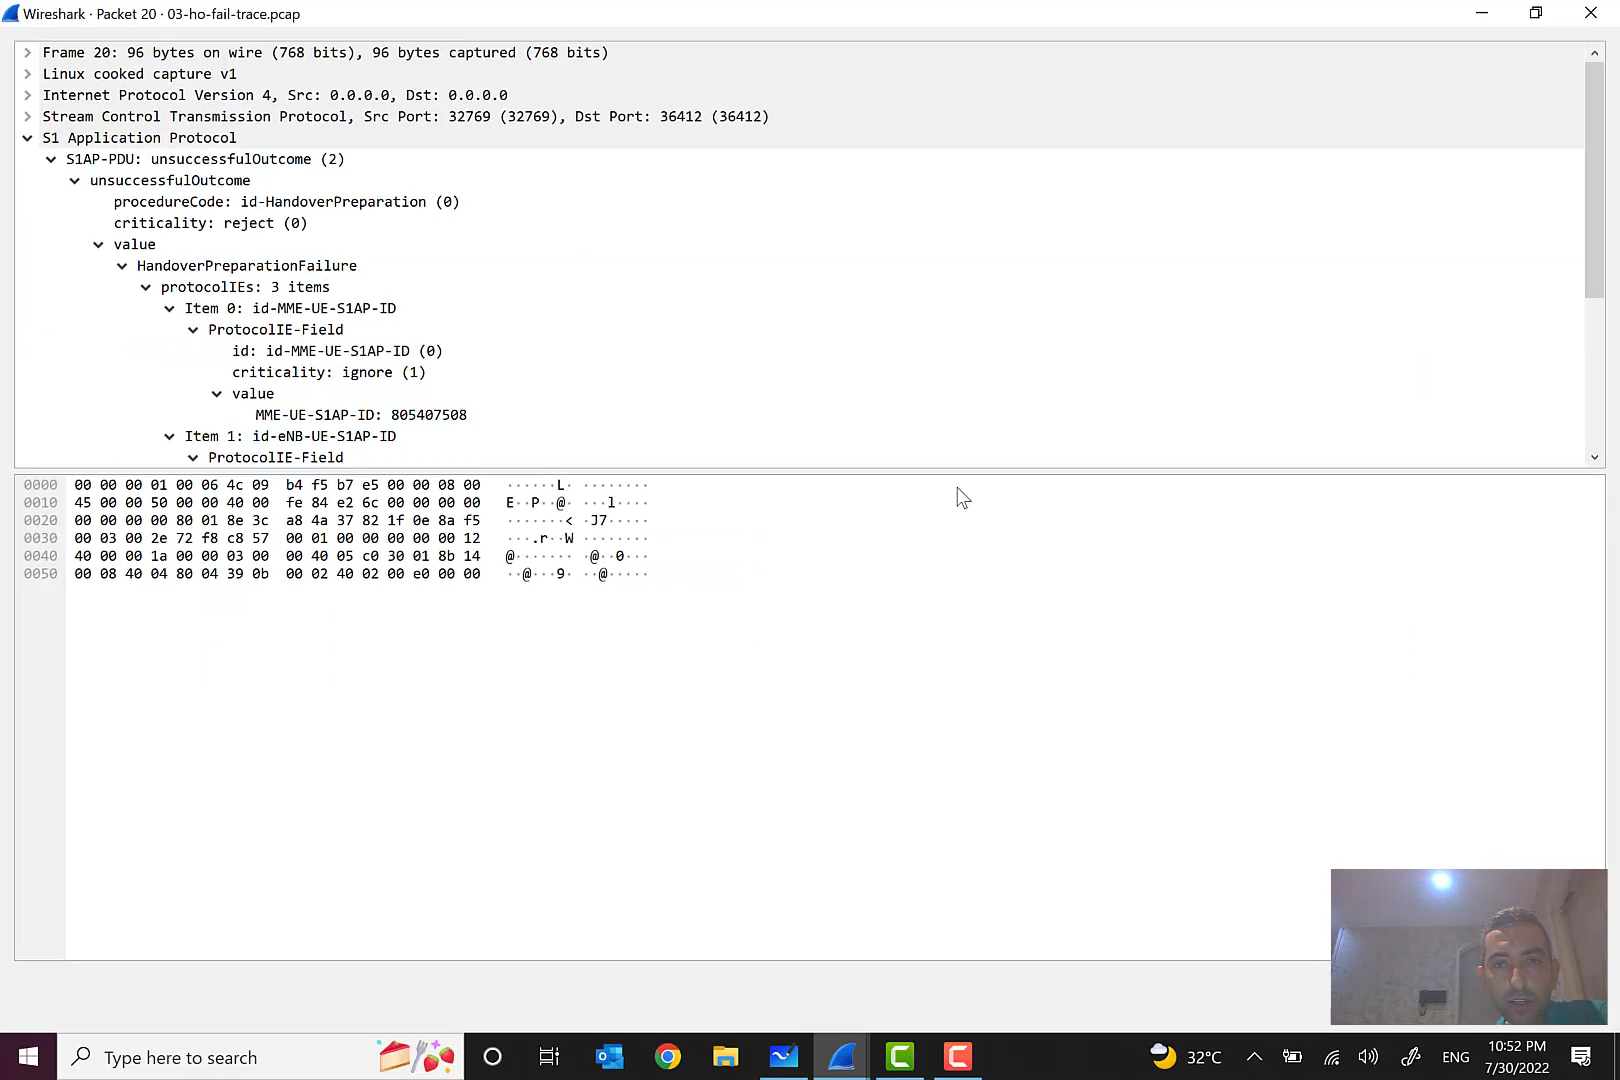 Wireshark · Packet 20 · 03-ho-fail-trace.pcap
Frame 20: 96 bytes on wire (768 bits), 96 bytes captured (768 bits)
Linux cooked capture v1
Internet Protocol Version 4, Src: 0.0.0.0, Dst: 0.0.0.0
Stream Control Transmission Protocol, Src Port: 32769 (32769), Dst Port: 36412 (36412)
S1 Application Protocol
S1AP-PDU: unsuccessfulOutcome (2)
unsuccessfulOutcome
procedureCode: id-HandoverPreparation (0)
criticality: reject (0)
value
HandoverPreparationFailure
protocolIEs: 3 items
Item 0: id-MME-UE-S1AP-ID
ProtocolIE-Field
id: id-MME-UE-S1AP-ID (0)
criticality: ignore (1)
value
MME-UE-S1AP-ID: 805407508
Item 1: id-eNB-UE-S1AP-ID
ProtocolIE-Field
0000 00 00 00 01 00 06 4c 09 b4 f5 b7 e5 00 00 08 00 ······L· ········
0010 45 00 00 50 00 00 40 00 fe 84 e2 6c 00 00 00 00 E··P··@· ···l····
0020 00 00 00 00 80 01 8e 3c a8 4a 37 82 1f 0e 8a f5 ·······< ·J7·····
0030 00 03 00 2e 72 f8 c8 57 00 01 00 00 00 00 00 12 ···.r··W ········
0040 40 00 00 1a 00 00 03 00 00 40 05 c0 30 01 8b 14 @······· ·@··0···
0050 00 08 40 04 80 04 39 0b 00 02 40 02 00 e0 00 00 ··@···9· ··@·····
Type here to search
32°C
ENG
10:52 PM
7/30/2022